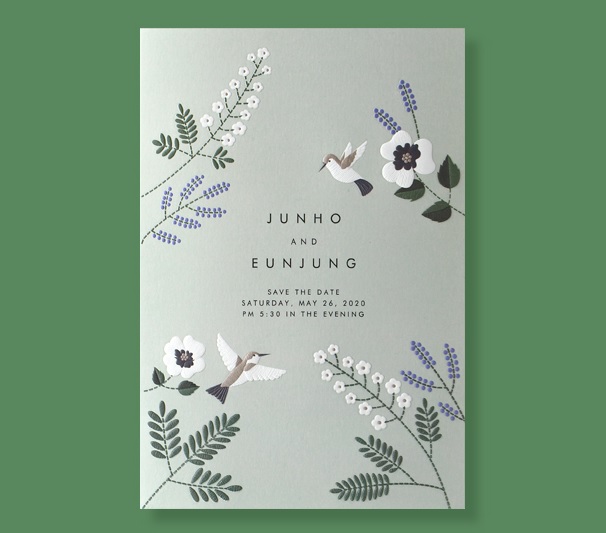 JUNHO
AND
EUNJUNG
SAVE THE DATE
SATURDAY, MAY 26, 2020
PM 5:30 IN THE EVENING